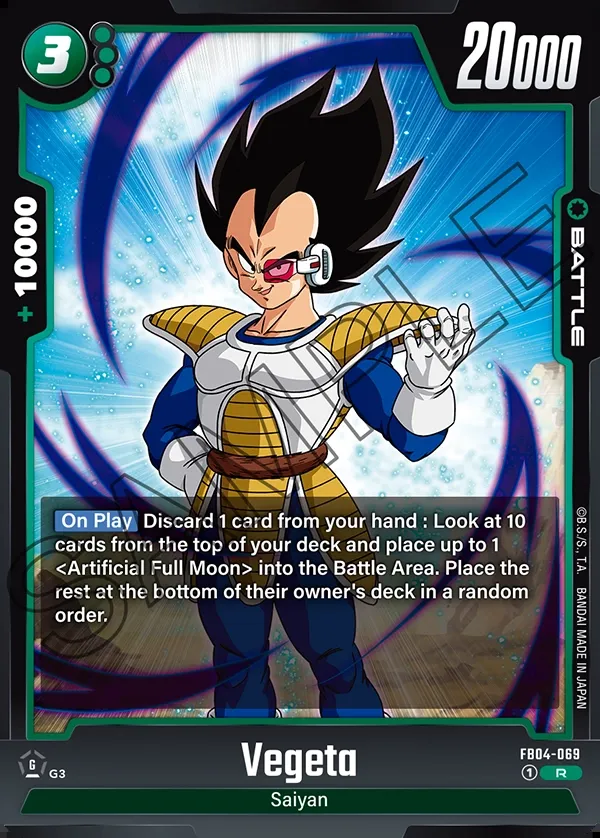 3
20000
+ 10000
BATTLE
SAMPLE
On Play Discard 1 card from your hand : Look at 10
cards from the top of your deck and place up to 1
<Artificial Full Moon> into the Battle Area. Place the
rest at the bottom of their owner's deck in a random
order.
©B.S./S., T.A. BANDAI MADE IN JAPAN
Vegeta
FB04-069
G
G3
1 R
Saiyan